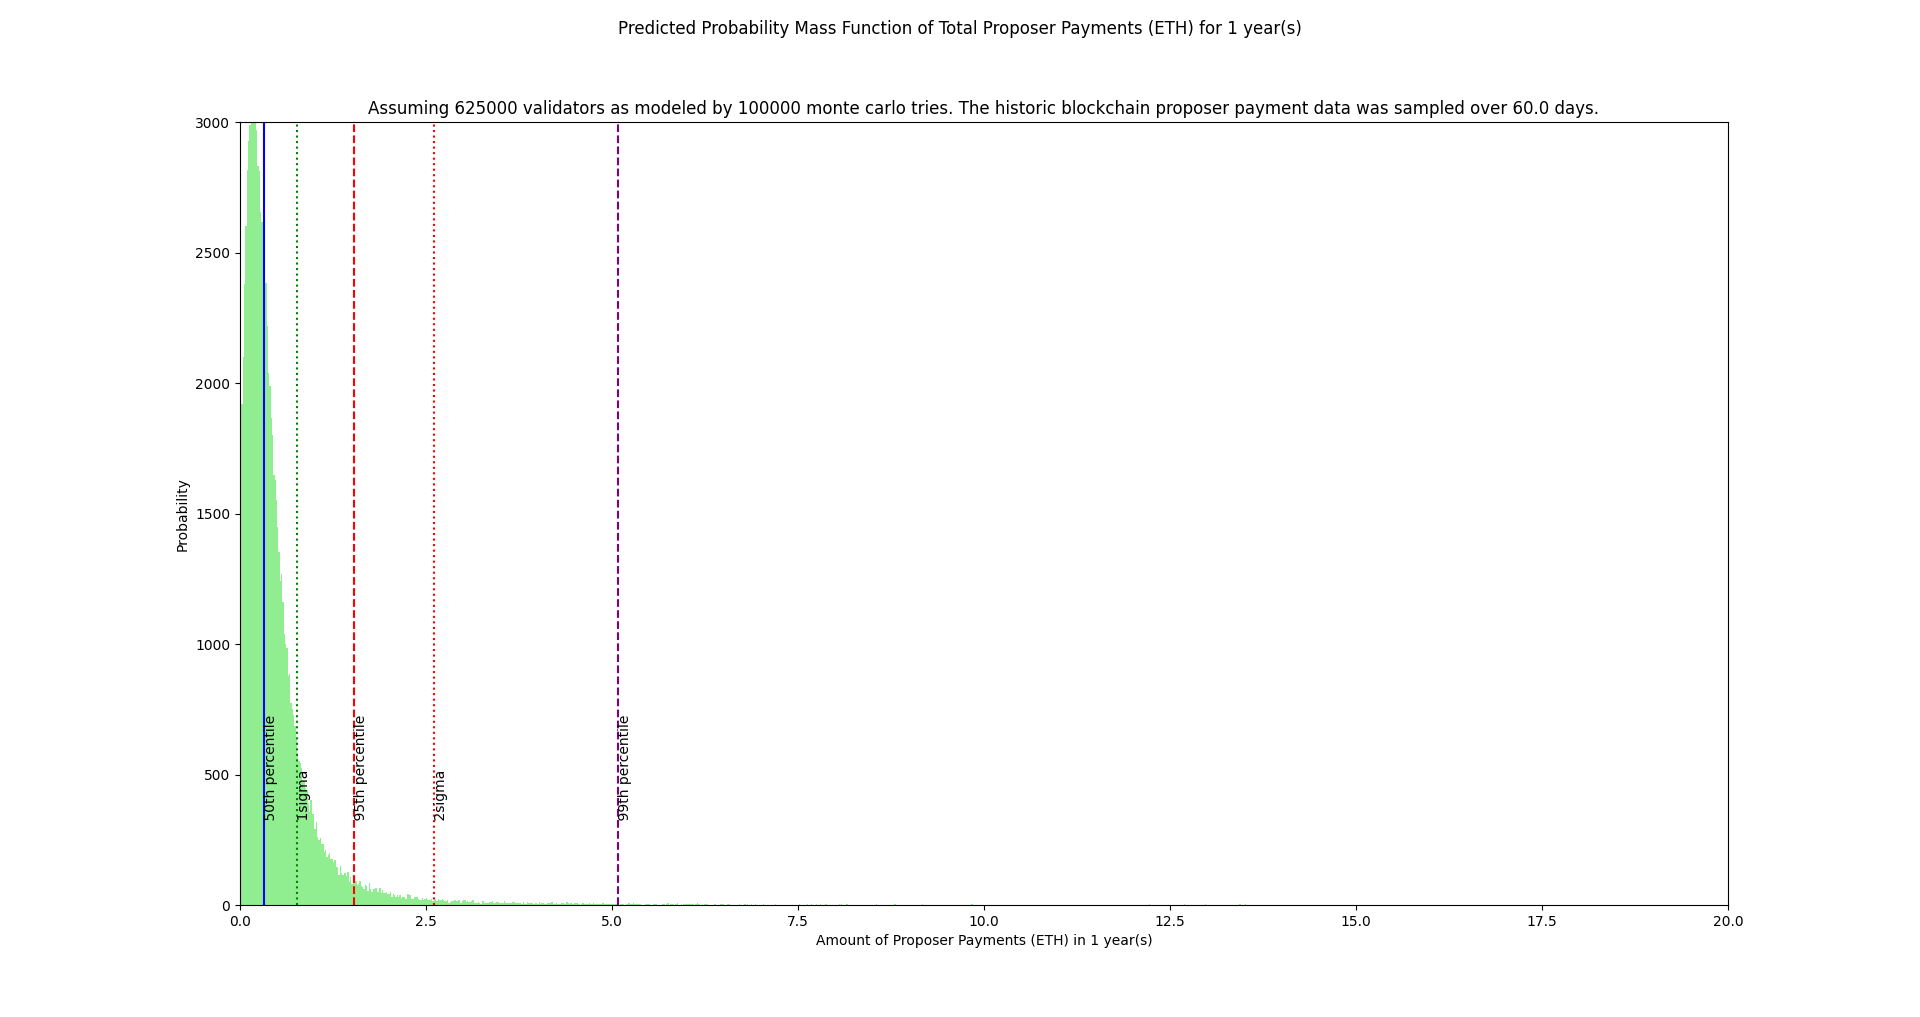 Predicted Probability Mass Function of Total Proposer Payments (ETH) for 1 year(s)
Assuming 625000 validators as modeled by 100000 monte carlo tries. The historic blockchain proposer payment data was sampled over 60.0 days.
3000
2500
2000
1500
1000
500
0
Probability
50th percentile
1sigma
95th percentile
2sigma
99th percentile
0.0 2.5 5.0 7.5 10.0 12.5 15.0 17.5 20.0
Amount of Proposer Payments (ETH) in 1 year(s)